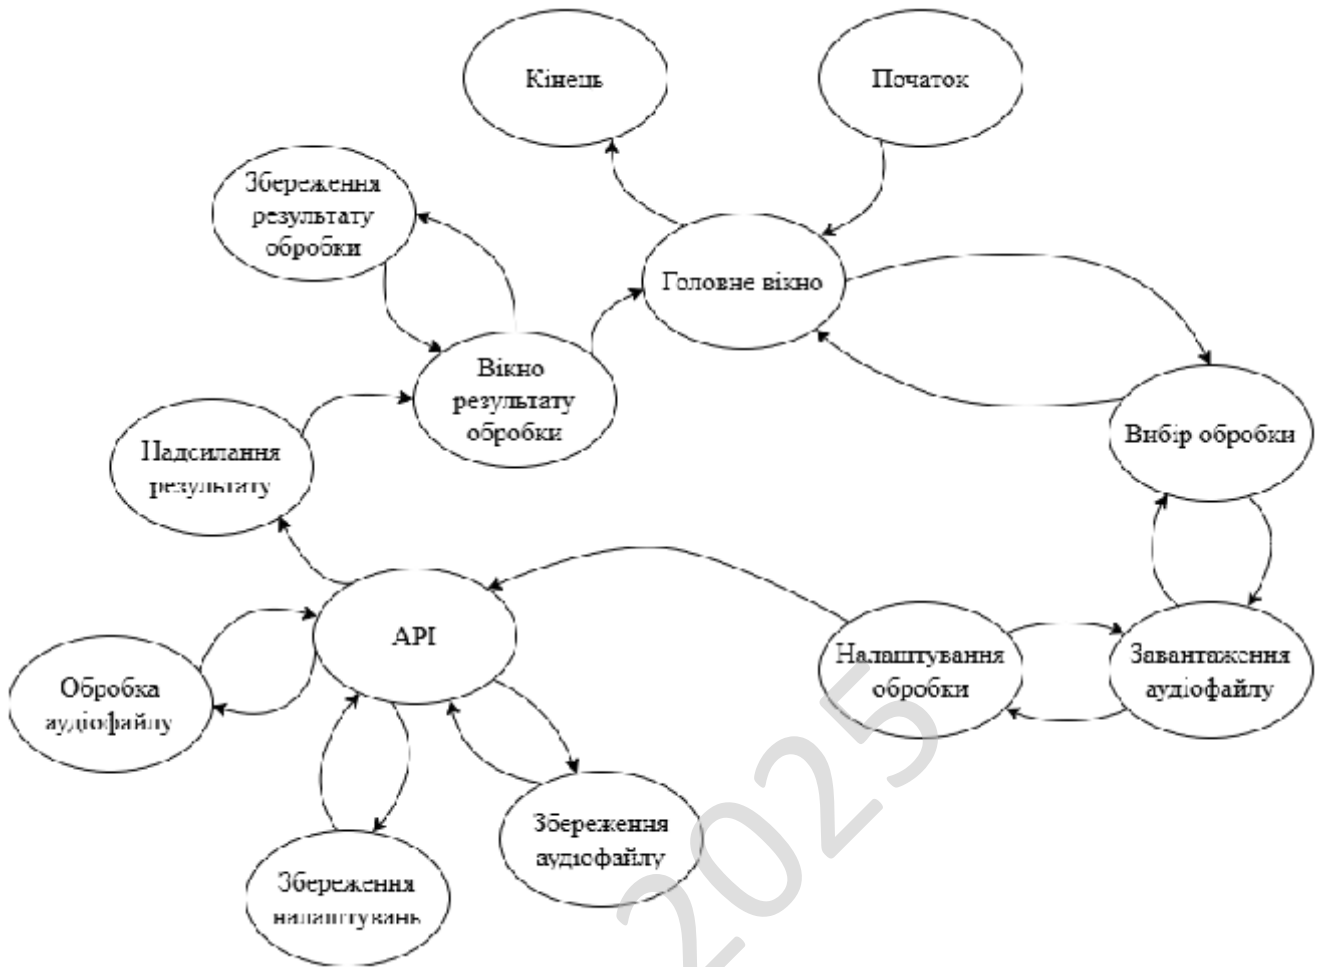 Кінець
Початок
Збереження
результату
обробки
Головне вікно
Вікно
результату
обробки
Вибір обробки
Надсилання
результату
API
Налаштування
обробки
Завантаження
аудіофайлу
Обробка
аудіофайлу
Збереження
аудіофайлу
Збереження
налаштувань
2025